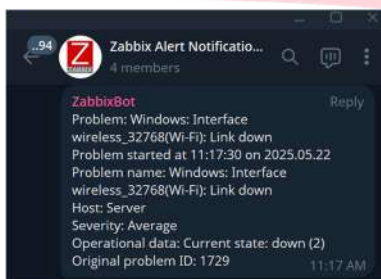 ..94
ZABBIX
Zabbix Alert Notificatio...
4 members
ZabbixBot Reply
Problem: Windows: Interface
wireless_32768(Wi-Fi): Link down
Problem started at 11:17:30 on 2025.05.22
Problem name: Windows: Interface
wireless_32768(Wi-Fi): Link down
Host: Server
Severity: Average
Operational data: Current state: down (2)
Original problem ID: 1729
11:17 AM